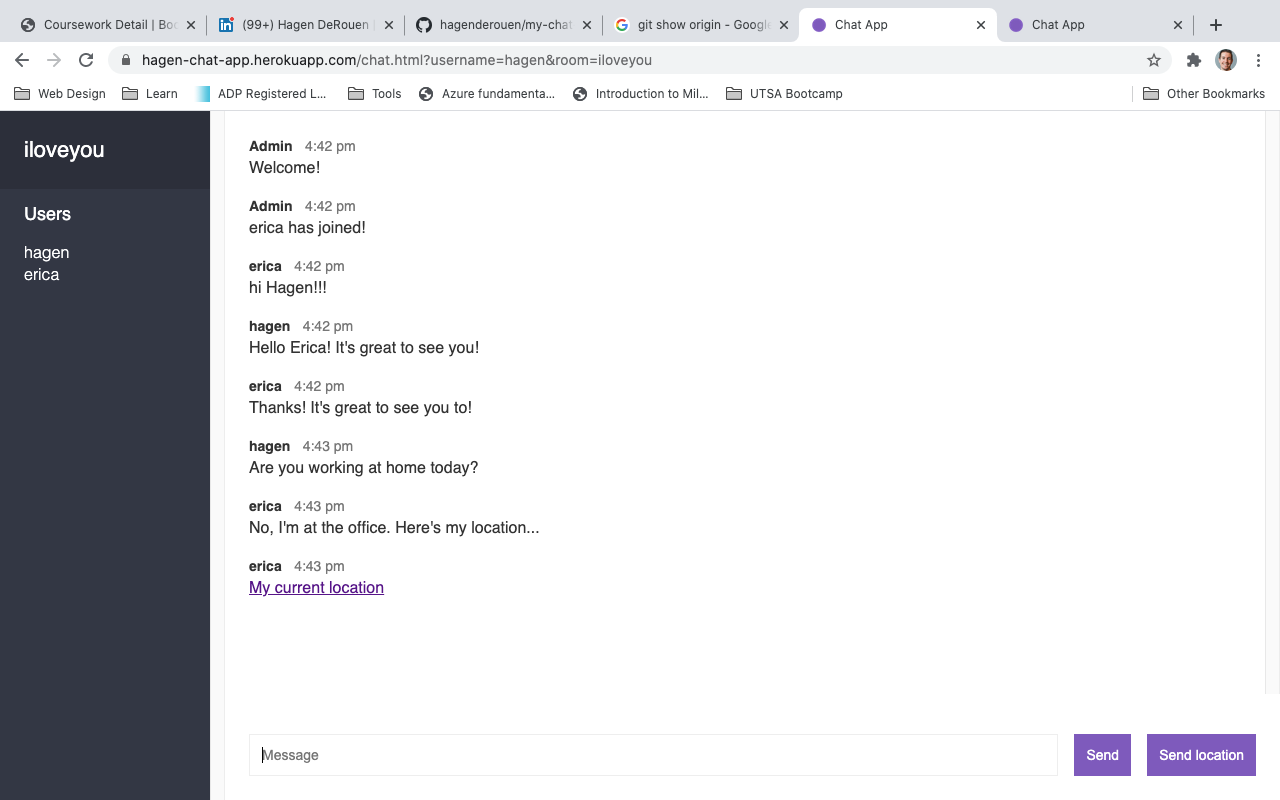 Coursework Detail | Boo
(99+) Hagen DeRouen |
hagenderouen/my-chat
git show origin - Google
Chat App
Chat App
hagen-chat-app.herokuapp.com/chat.html?username=hagen&room=iloveyou
Web Design
Learn
ADP Registered L...
Tools
Azure fundamenta...
Introduction to Mil...
UTSA Bootcamp
Other Bookmarks
iloveyou
Users
hagen
erica
Admin 4:42 pm
Welcome!
Admin 4:42 pm
erica has joined!
erica 4:42 pm
hi Hagen!!!
hagen 4:42 pm
Hello Erica! It's great to see you!
erica 4:42 pm
Thanks! It's great to see you to!
hagen 4:43 pm
Are you working at home today?
erica 4:43 pm
No, I'm at the office. Here's my location...
erica 4:43 pm
My current location
Message
Send
Send location